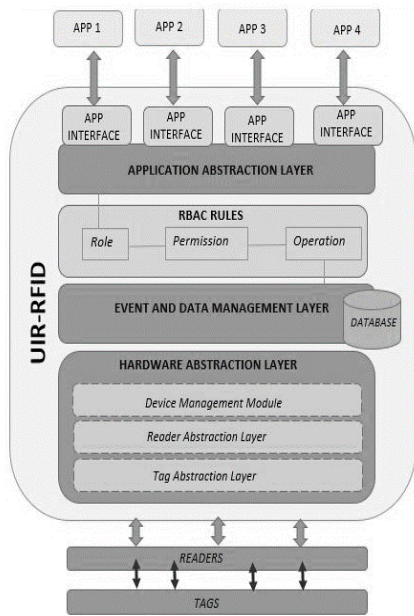 APP 1
APP 2
APP 3
APP 4
APP
INTERFACE
APP
INTERFACE
APP
INTERFACE
APP
INTERFACE
APPLICATION ABSTRACTION LAYER
RBAC RULES
Role
Permission
Operation
UIR-RFID
EVENT AND DATA MANAGEMENT LAYER
DATABASE
HARDWARE ABSTRACTION LAYER
Device Management Module
Reader Abstraction Layer
Tag Abstraction Layer
READERS
TAGS